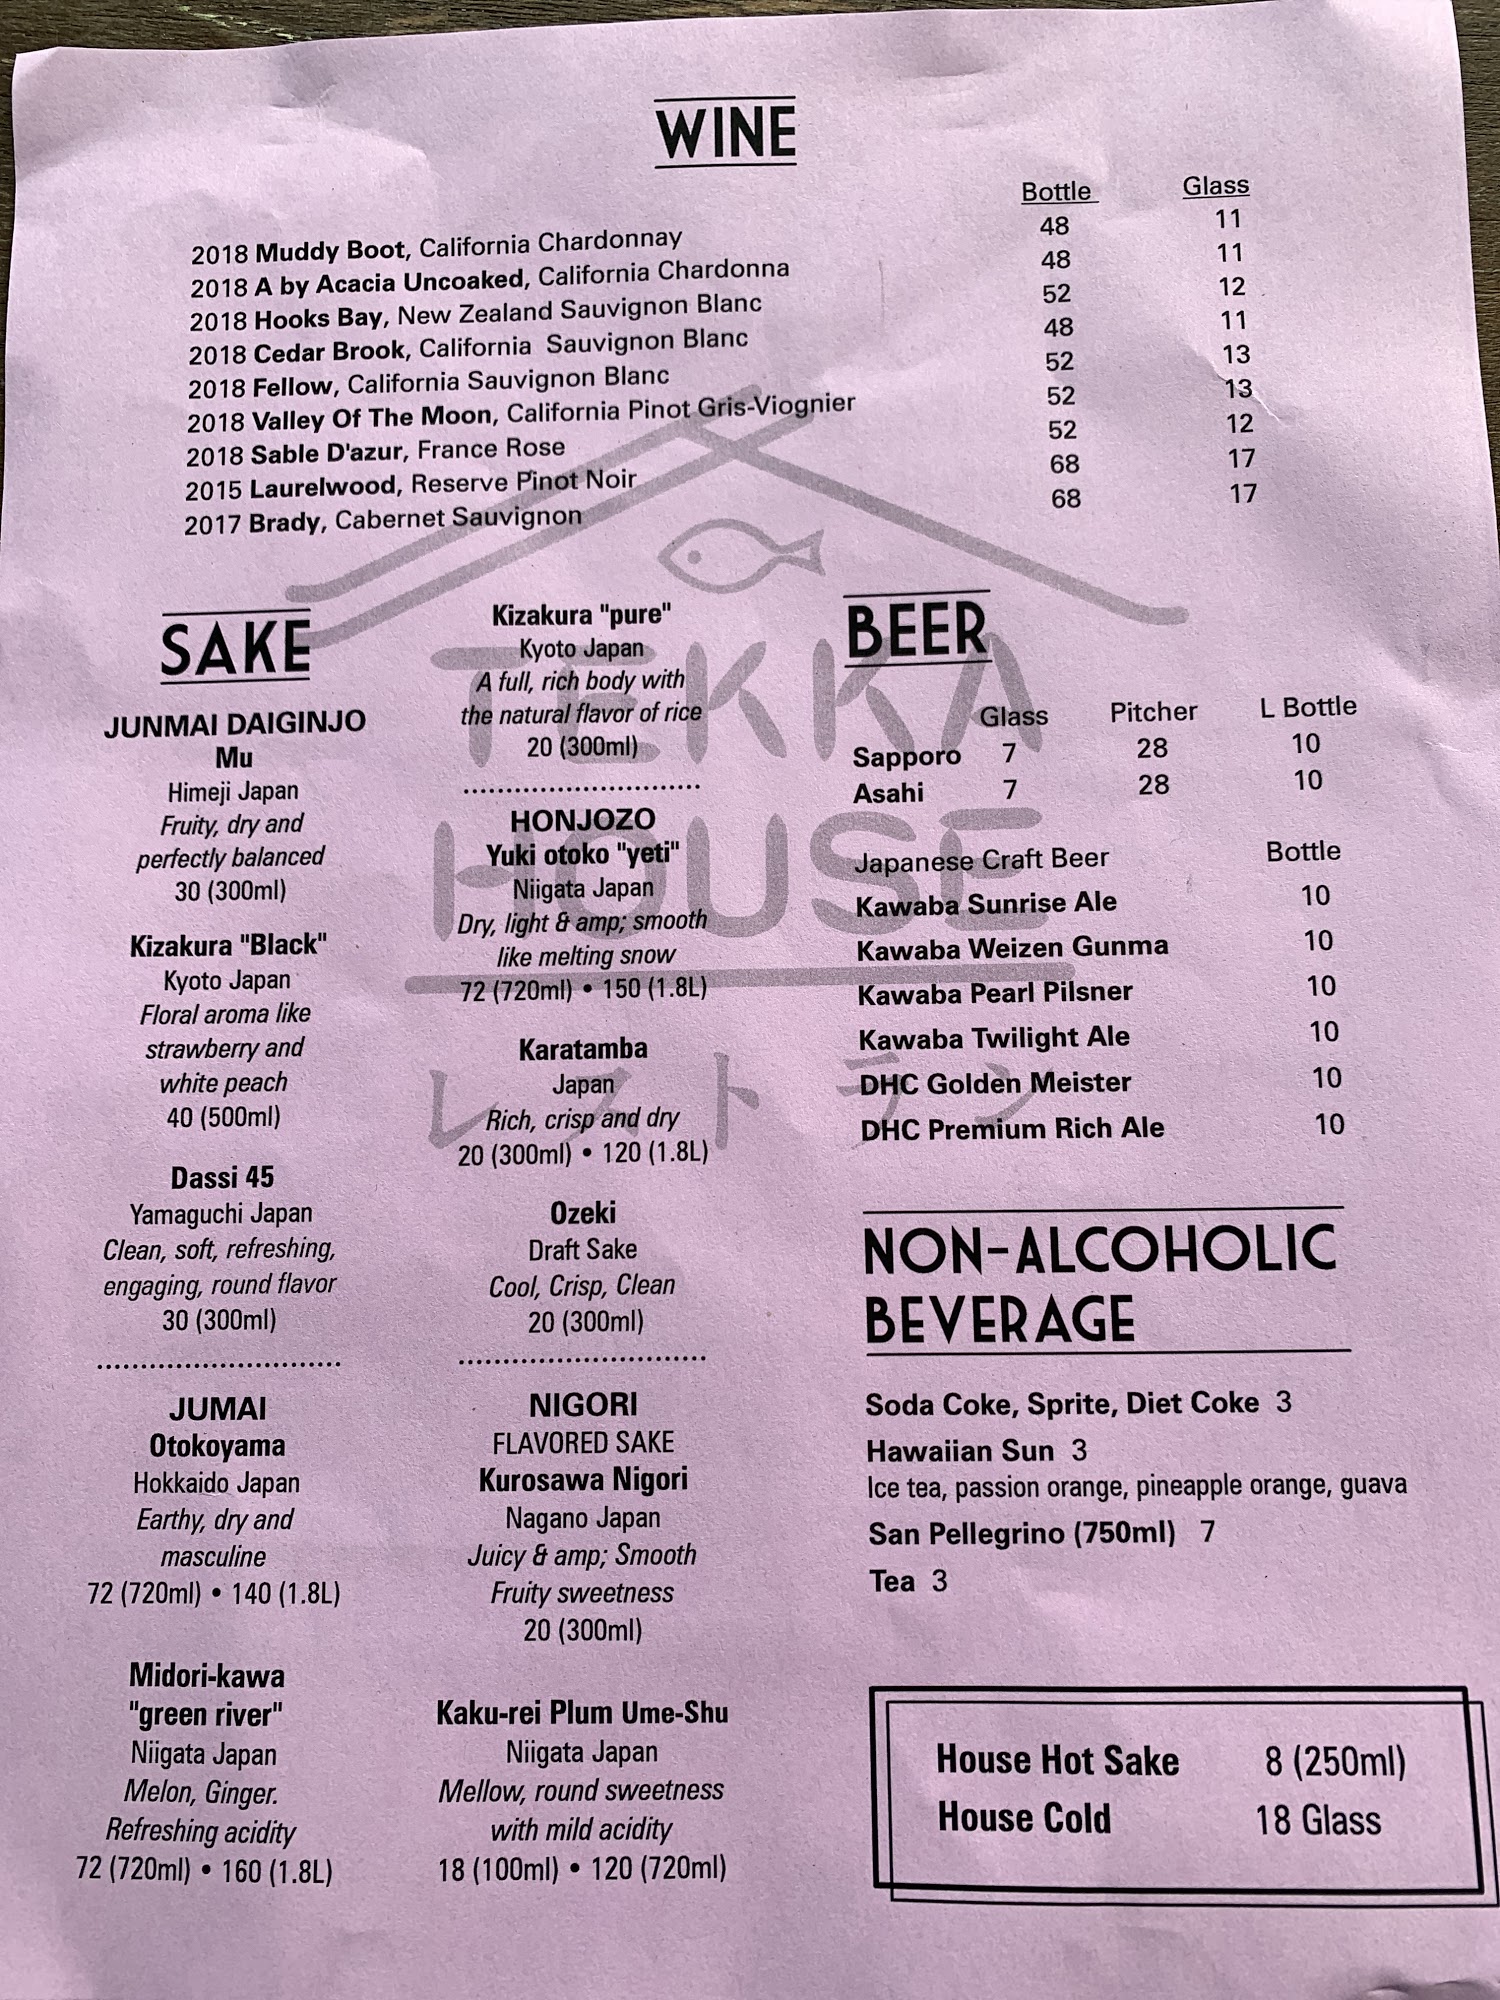 WINE
Bottle Glass
2018 Muddy Boot, California Chardonnay 48 11
2018 A by Acacia Uncoaked, California Chardonna 48 11
2018 Hooks Bay, New Zealand Sauvignon Blanc 52 12
2018 Cedar Brook, California Sauvignon Blanc 48 11
2018 Fellow, California Sauvignon Blanc 52 13
2018 Valley Of The Moon, California Pinot Gris-Viognier 52 13
2018 Sable D'azur, France Rose 52 12
2015 Laurelwood, Reserve Pinot Noir 68 17
2017 Brady, Cabernet Sauvignon 68 17
TEKKA
HOUSE
レストラン
SAKE
JUNMAI DAIGINJO
Mu
Himeji Japan
Fruity, dry and
perfectly balanced
30 (300ml)
Kizakura "Black"
Kyoto Japan
Floral aroma like
strawberry and
white peach
40 (500ml)
Dassi 45
Yamaguchi Japan
Clean, soft, refreshing,
engaging, round flavor
30 (300ml)
JUMAI
Otokoyama
Hokkaido Japan
Earthy, dry and
masculine
72 (720ml) • 140 (1.8L)
Midori-kawa
"green river"
Niigata Japan
Melon, Ginger.
Refreshing acidity
72 (720ml) • 160 (1.8L)
Kizakura "pure"
Kyoto Japan
A full, rich body with
the natural flavor of rice
20 (300ml)
HONJOZO
Yuki otoko "yeti"
Niigata Japan
Dry, light & amp; smooth
like melting snow
72 (720ml) • 150 (1.8L)
Karatamba
Japan
Rich, crisp and dry
20 (300ml) • 120 (1.8L)
Ozeki
Draft Sake
Cool, Crisp, Clean
20 (300ml)
NIGORI
FLAVORED SAKE
Kurosawa Nigori
Nagano Japan
Juicy & amp; Smooth
Fruity sweetness
20 (300ml)
Kaku-rei Plum Ume-Shu
Niigata Japan
Mellow, round sweetness
with mild acidity
18 (100ml) • 120 (720ml)
BEER
Glass Pitcher L Bottle
Sapporo 7 28 10
Asahi 7 28 10
Japanese Craft Beer Bottle
Kawaba Sunrise Ale 10
Kawaba Weizen Gunma 10
Kawaba Pearl Pilsner 10
Kawaba Twilight Ale 10
DHC Golden Meister 10
DHC Premium Rich Ale 10
NON-ALCOHOLIC
BEVERAGE
Soda Coke, Sprite, Diet Coke 3
Hawaiian Sun 3
Ice tea, passion orange, pineapple orange, guava
San Pellegrino (750ml) 7
Tea 3
House Hot Sake 8 (250ml)
House Cold 18 Glass